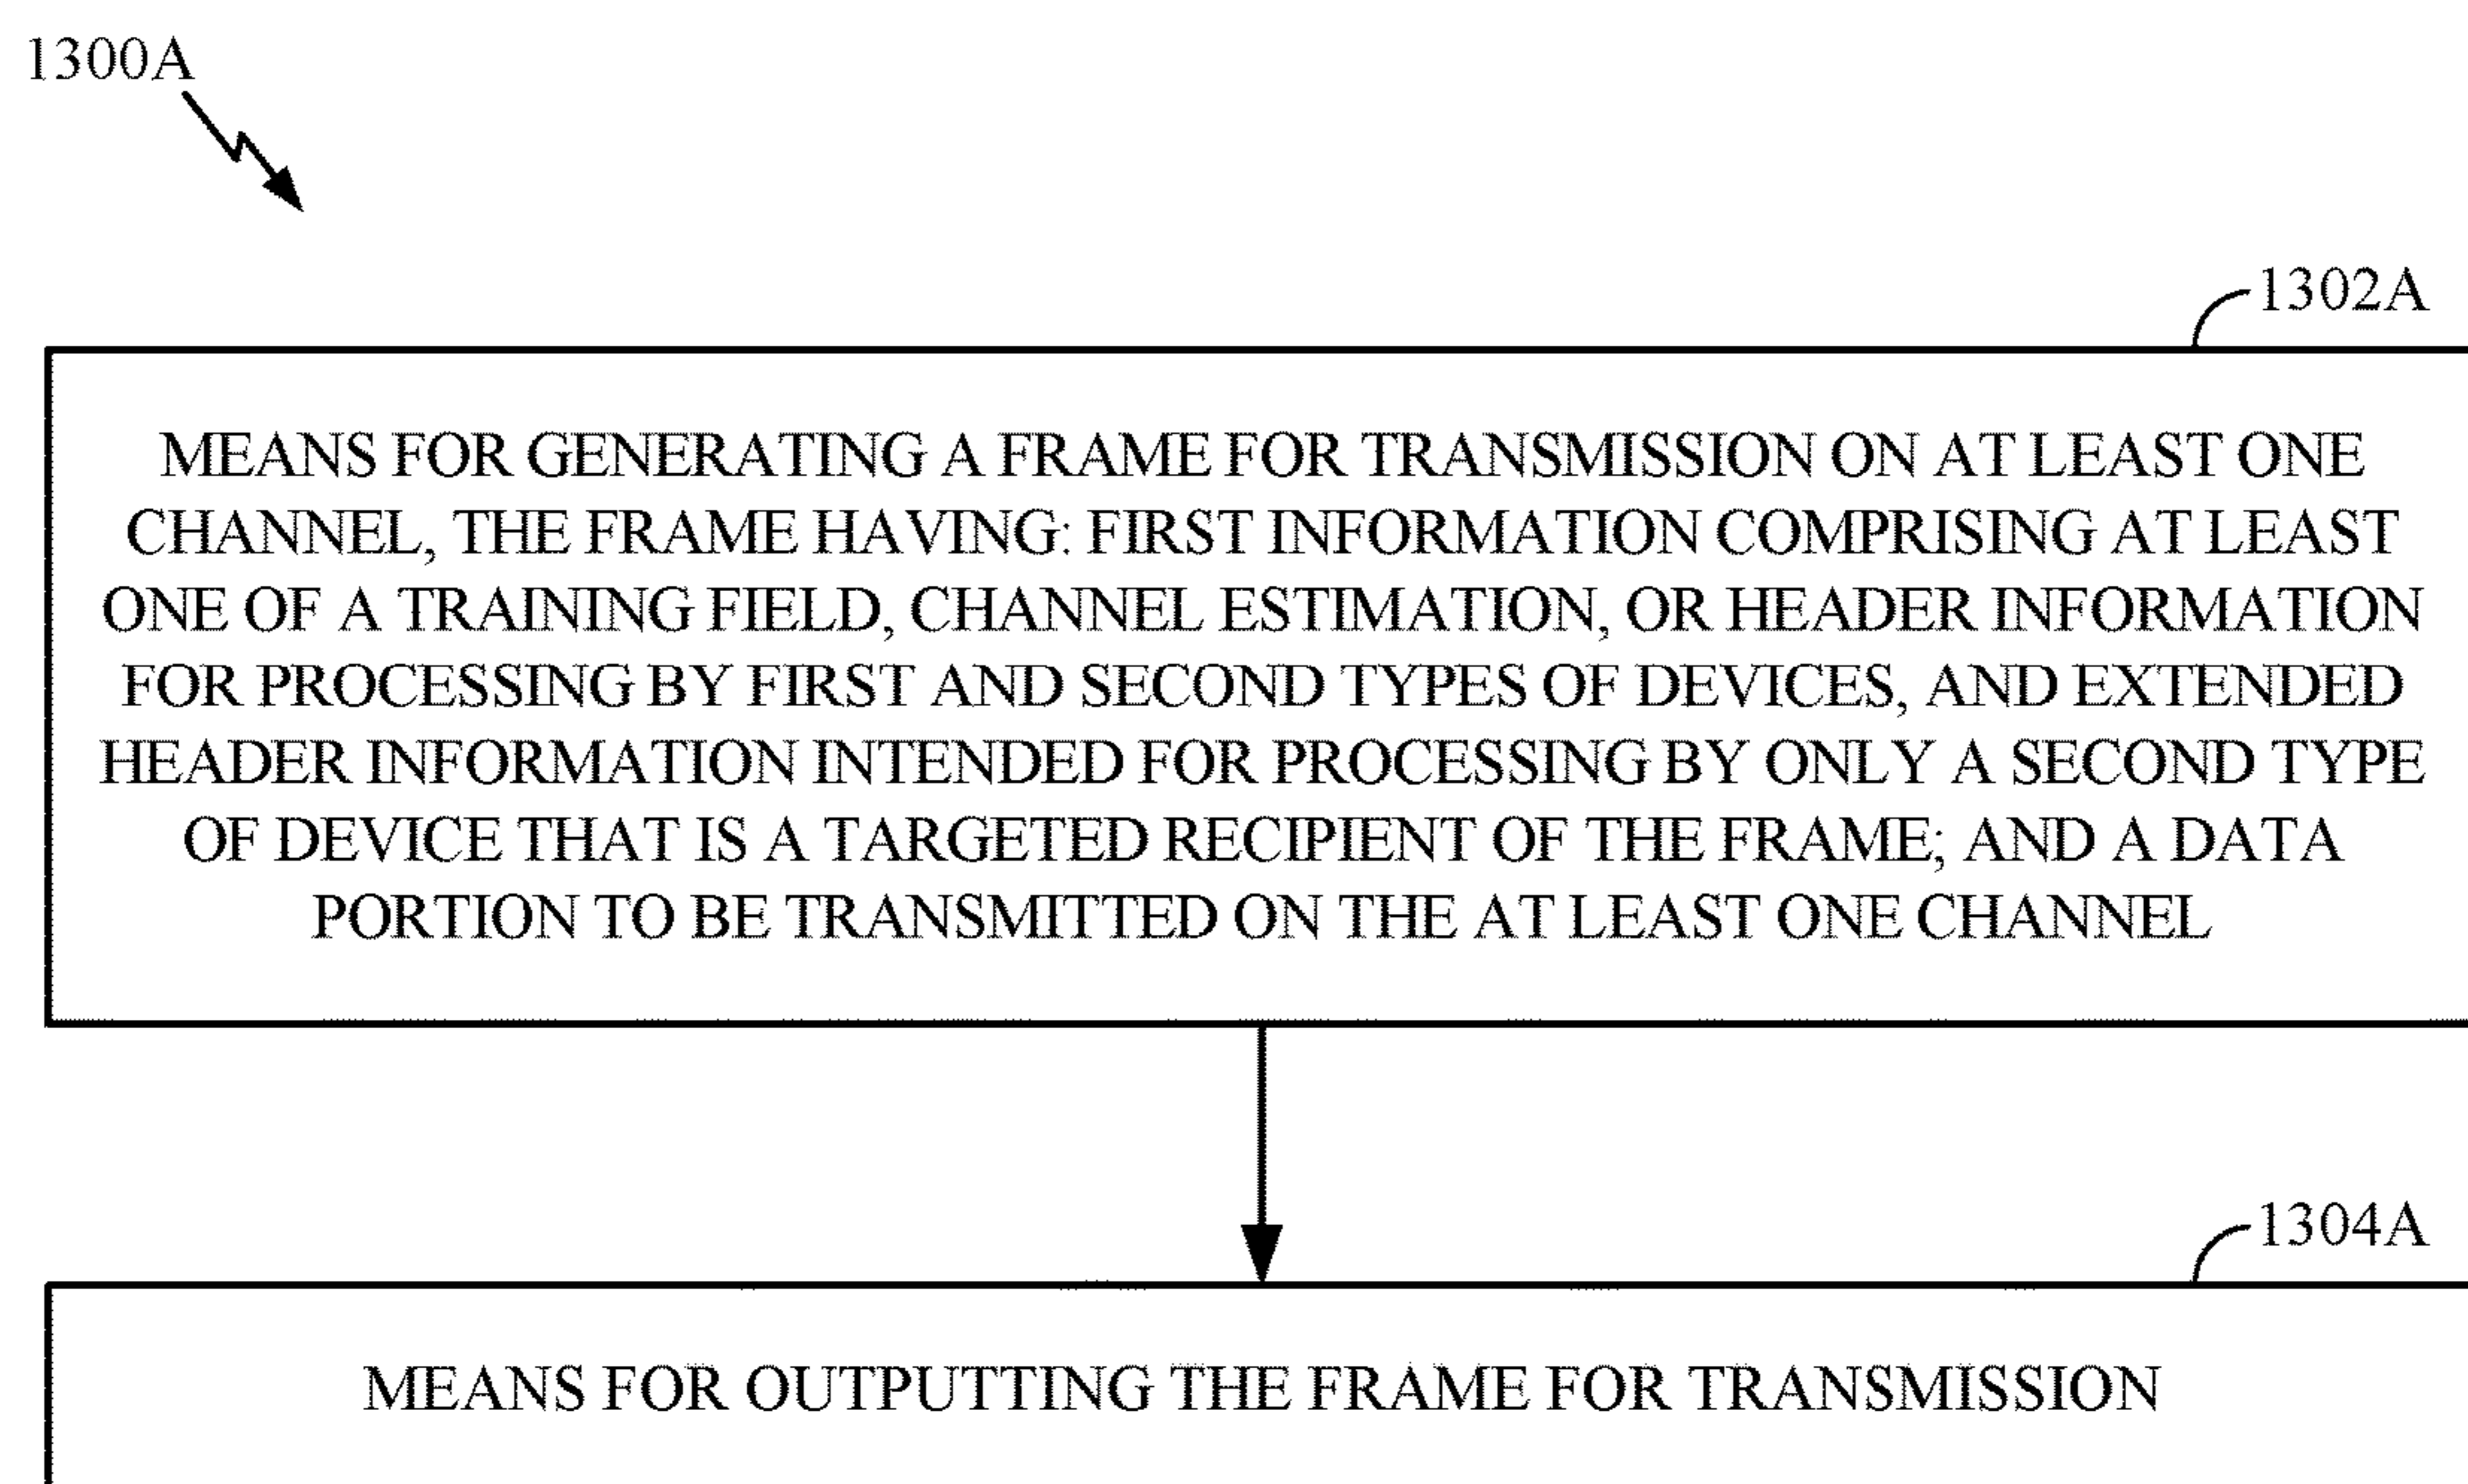 1300A
1302A
MEANS FOR GENERATING A FRAME FOR TRANSMISSION ON AT LEAST ONE
CHANNEL, THE FRAME HAVING: FIRST INFORMATION COMPRISING AT LEAST
ONE OF A TRAINING FIELD, CHANNEL ESTIMATION, OR HEADER INFORMATION
FOR PROCESSING BY FIRST AND SECOND TYPES OF DEVICES, AND EXTENDED
HEADER INFORMATION INTENDED FOR PROCESSING BY ONLY A SECOND TYPE
OF DEVICE THAT IS A TARGETED RECIPIENT OF THE FRAME; AND A DATA
PORTION TO BE TRANSMITTED ON THE AT LEAST ONE CHANNEL
1304A
MEANS FOR OUTPUTTING THE FRAME FOR TRANSMISSION